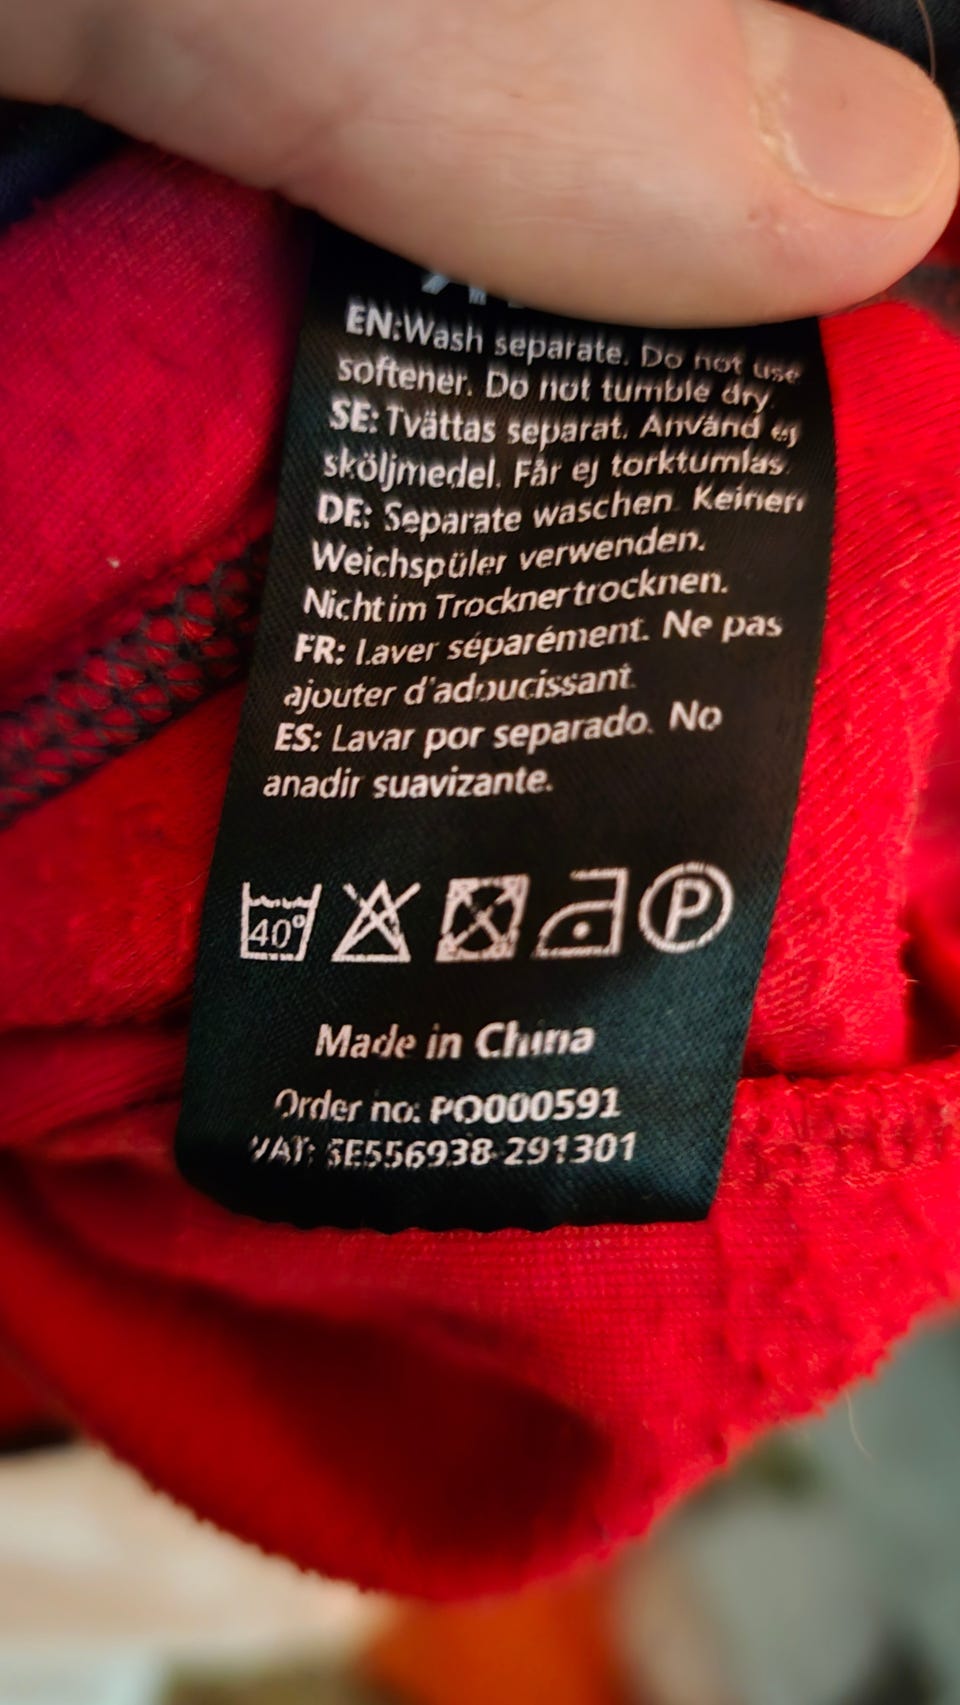 EN:Wash separate. Do not use
softener. Do not tumble dry.
SE: Tvättas separat. Använd ej
sköljmedel. Får ej torktumlas.
DE: Separate waschen. Keinen
Weichspüler verwenden.
Nicht im Trockner trocknen.
FR: Laver séparément. Ne pas
ajouter d'adoucissant.
ES: Lavar por separado. No
anadir suavizante.
40° P
Made in China
Order no: PO000591
VAT: SE556938-291301